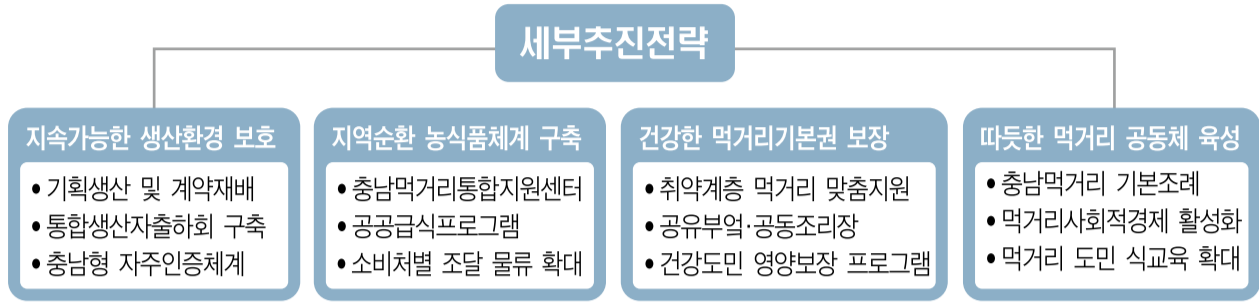 세부추진전략
지속가능한 생산환경 보호
• 기획생산 및 계약재배
• 통합생산자출하회 구축
• 충남형 자주인증체계
지역순환 농식품체계 구축
• 충남먹거리통합지원센터
• 공공급식프로그램
• 소비처별 조달 물류 확대
건강한 먹거리기본권 보장
• 취약계층 먹거리 맞춤지원
• 공유부엌·공동조리장
• 건강도민 영양보장 프로그램
따듯한 먹거리 공동체 육성
• 충남먹거리 기본조례
• 먹거리사회적경제 활성화
• 먹거리 도민 식교육 확대